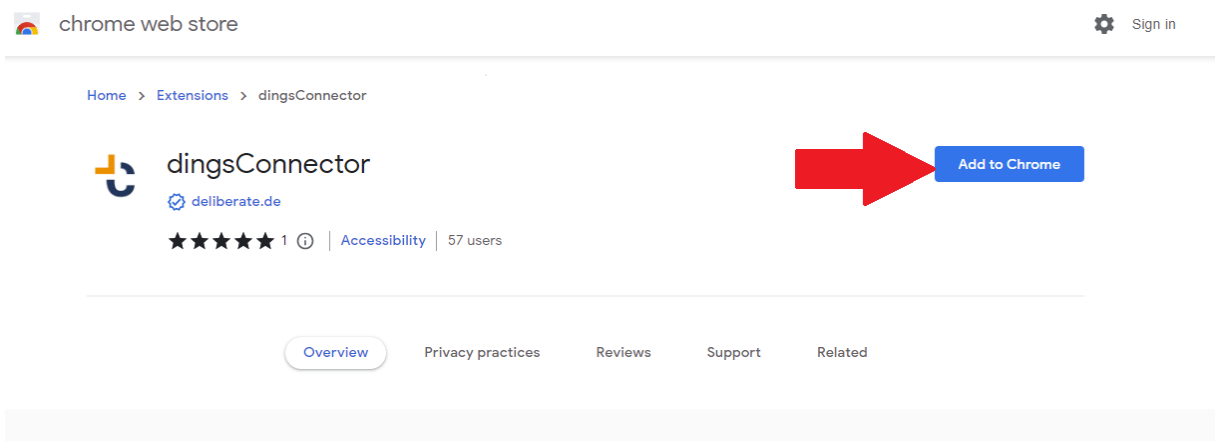 chrome web store
Sign in
Home > Extensions > dingsConnector
dingsConnector
deliberate.de
Add to Chrome
1 Accessibility 57 users
Overview Privacy practices Reviews Support Related